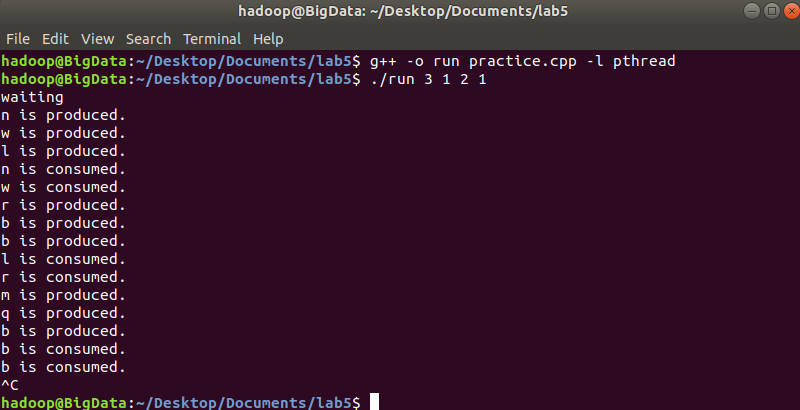 hadoop@BigData: ~/Desktop/Documents/lab5
File Edit View Search Terminal Help
hadoop@BigData:~/Desktop/Documents/lab5$ g++ -o run practice.cpp -l pthread
hadoop@BigData:~/Desktop/Documents/lab5$ ./run 3 1 2 1
waiting
n is produced.
w is produced.
l is produced.
n is consumed.
w is consumed.
r is produced.
b is produced.
b is produced.
l is consumed.
r is consumed.
m is produced.
q is produced.
b is produced.
b is consumed.
b is consumed.
^C
hadoop@BigData:~/Desktop/Documents/lab5$